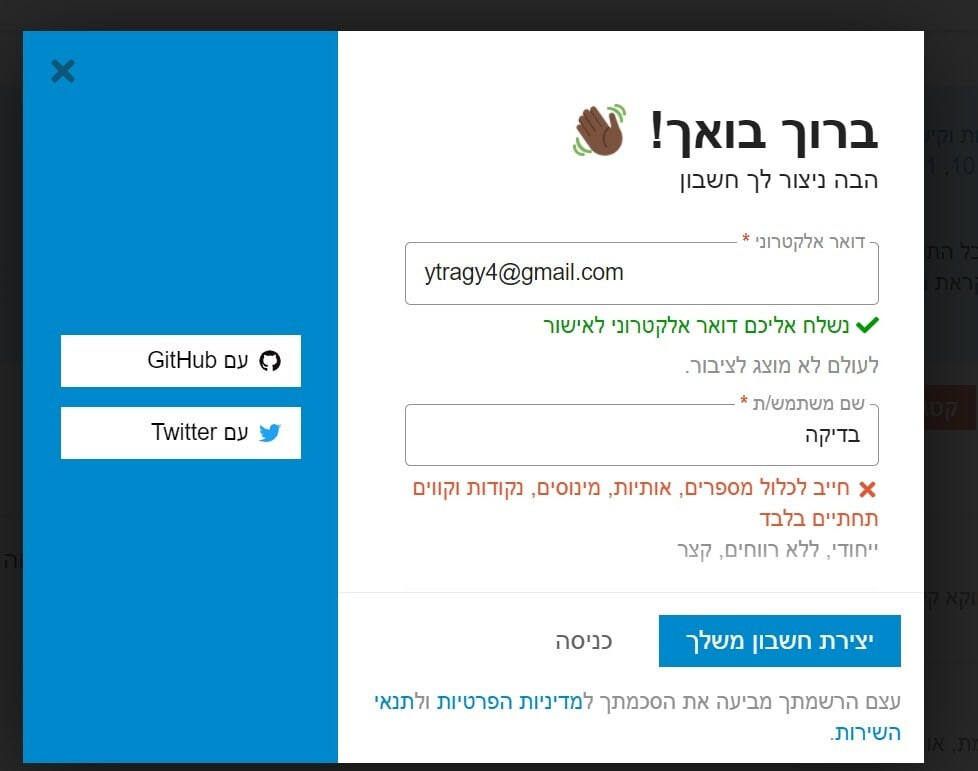 ברוך בואך!
הבה ניצור לך חשבון
דואר אלקטרוני *
ytragy4@gmail.com
נשלח אליכם דואר אלקטרוני לאישור
לעולם לא מוצג לציבור.
שם משתמש/ת *
בדיקה
חייב לכלול מספרים, אותיות, מינוסים, נקודות וקווים
תחתיים בלבד
ייחודי, ללא רווחים, קצר
עם GitHub
עם Twitter
יצירת חשבון משלך
כניסה
עצם הרשמתך מביעה את הסכמתך למדיניות הפרטיות ולתנאי
השירות.